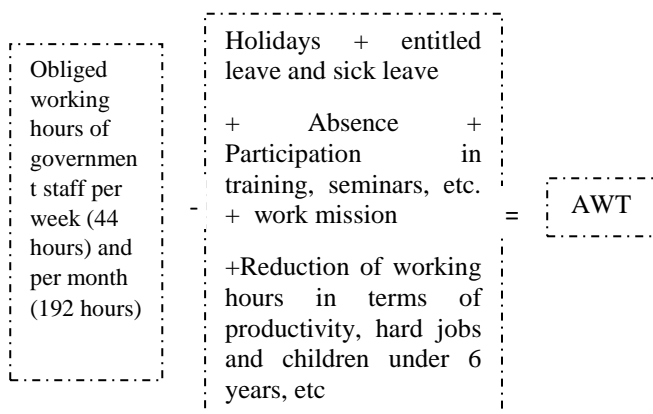 Obliged
working
hours of
governmen
t staff per
week (44
hours) and
per month
(192 hours)
-
Holidays + entitled
leave and sick leave
+ Absence +
Participation in
training, seminars, etc.
+ work mission
+Reduction of working
hours in terms of
productivity, hard jobs
and children under 6
years, etc
=
AWT